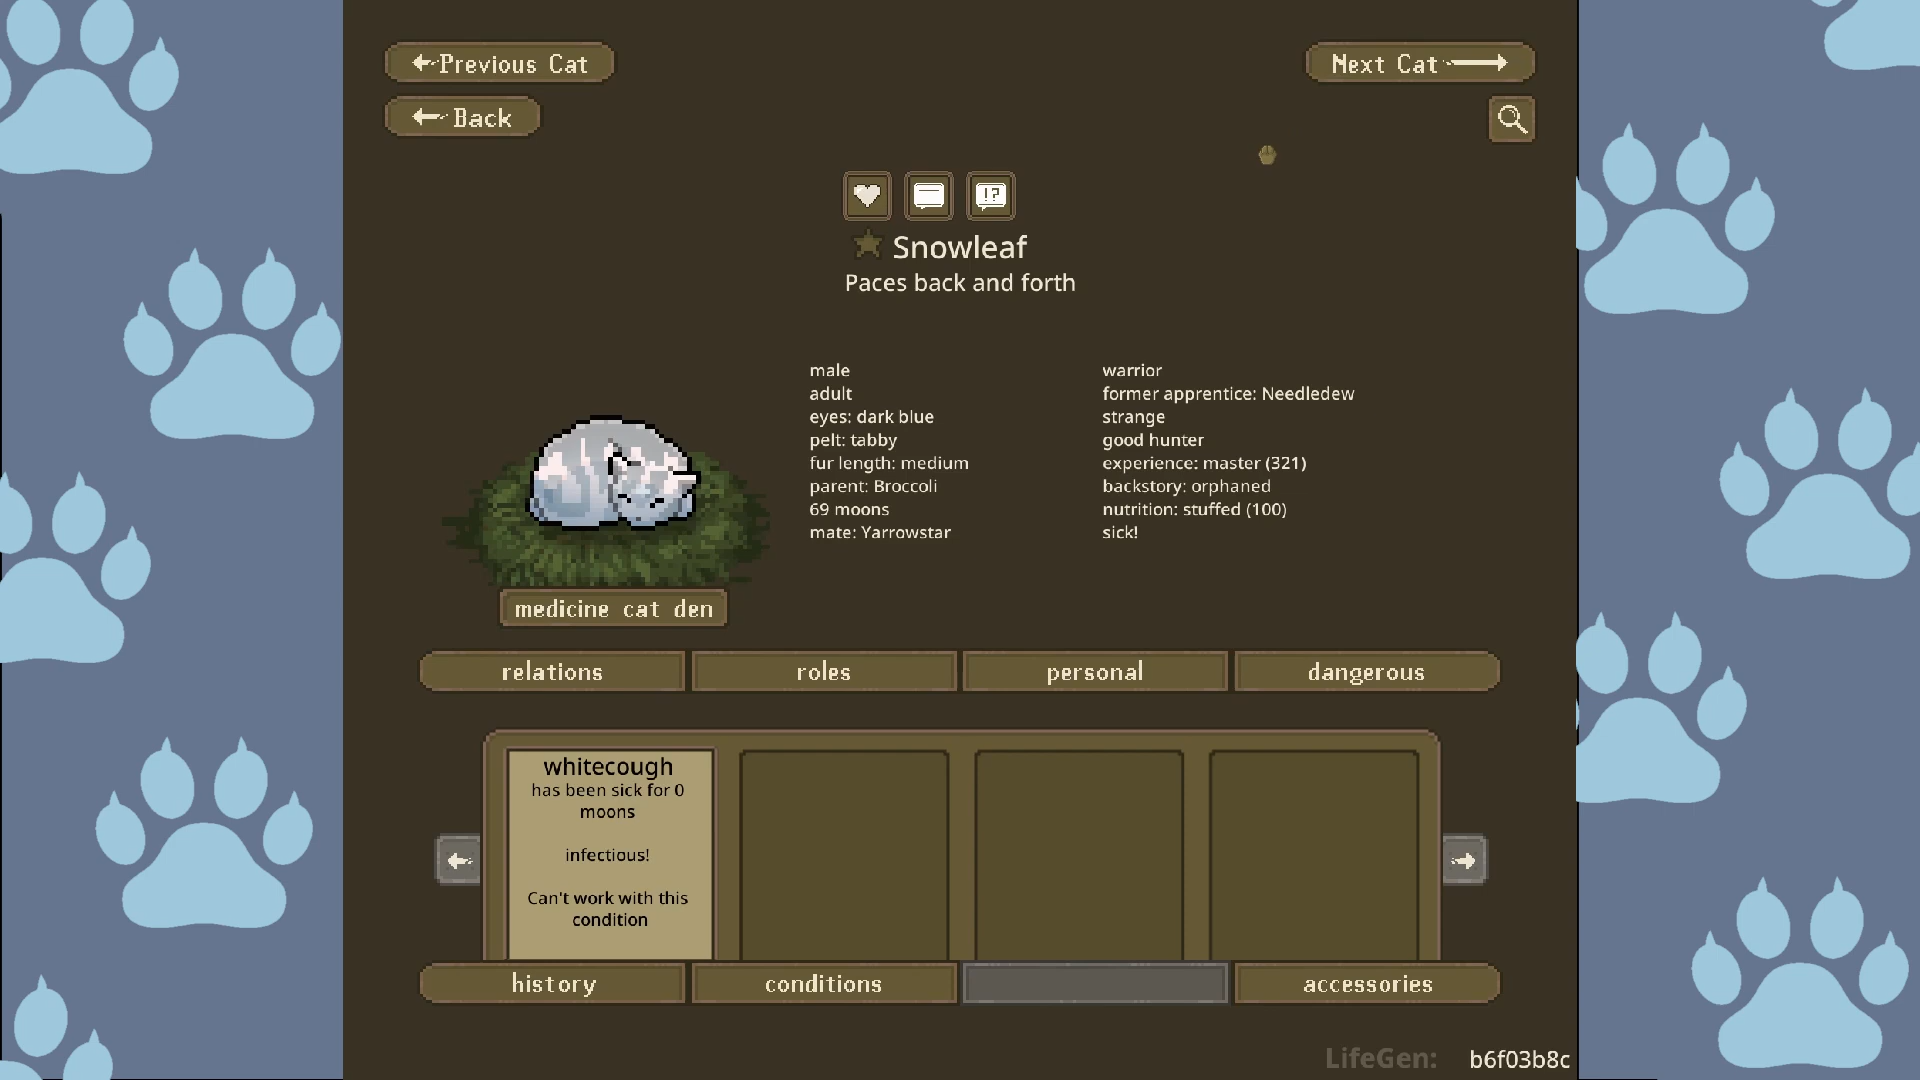 Previous Cat
Next Cat
Back
!?
Snowleaf
Paces back and forth
male
adult
eyes: dark blue
pelt: tabby
fur length: medium
parent: Broccoli
69 moons
mate: Yarrowstar
warrior
former apprentice: Needledew
strange
good hunter
experience: master (321)
backstory: orphaned
nutrition: stuffed (100)
sick!
medicine cat den
relations
roles
personal
dangerous
whitecough
has been sick for 0
moons
infectious!
Can't work with this
condition
history
conditions
accessories
LifeGen: b6f03b8c